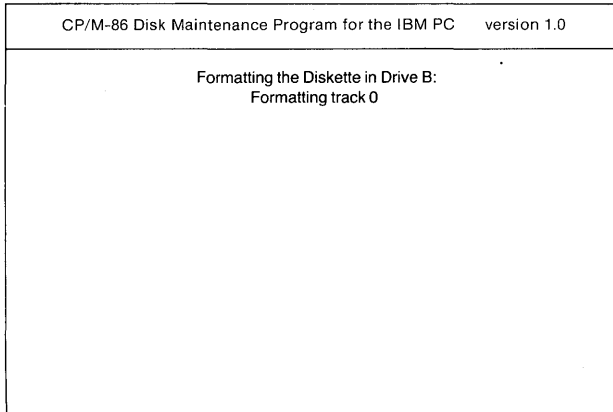 CP/M-86 Disk Maintenance Program for the IBM PC version 1.0
Formatting the Diskette in Drive B:
Formatting track 0